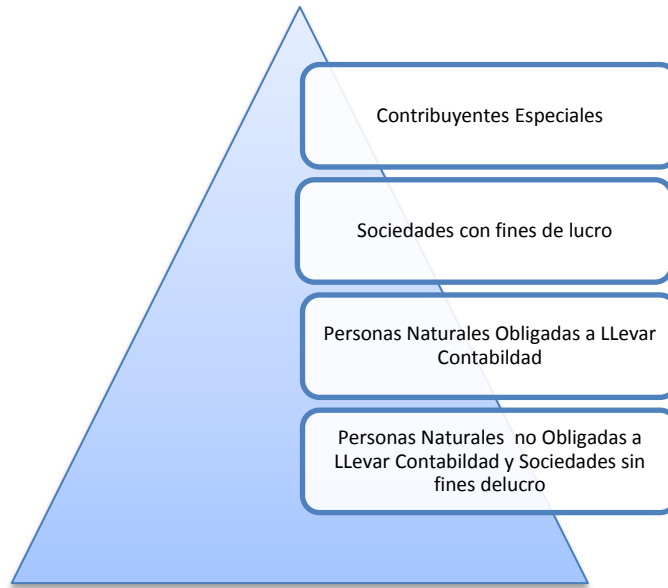 Contribuyentes Especiales
Sociedades con fines de lucro
Personas Naturales Obligadas a LLevar
Contabildad
Personas Naturales  no Obligadas a
LLevar Contabildad y Sociedades sin
fines delucro